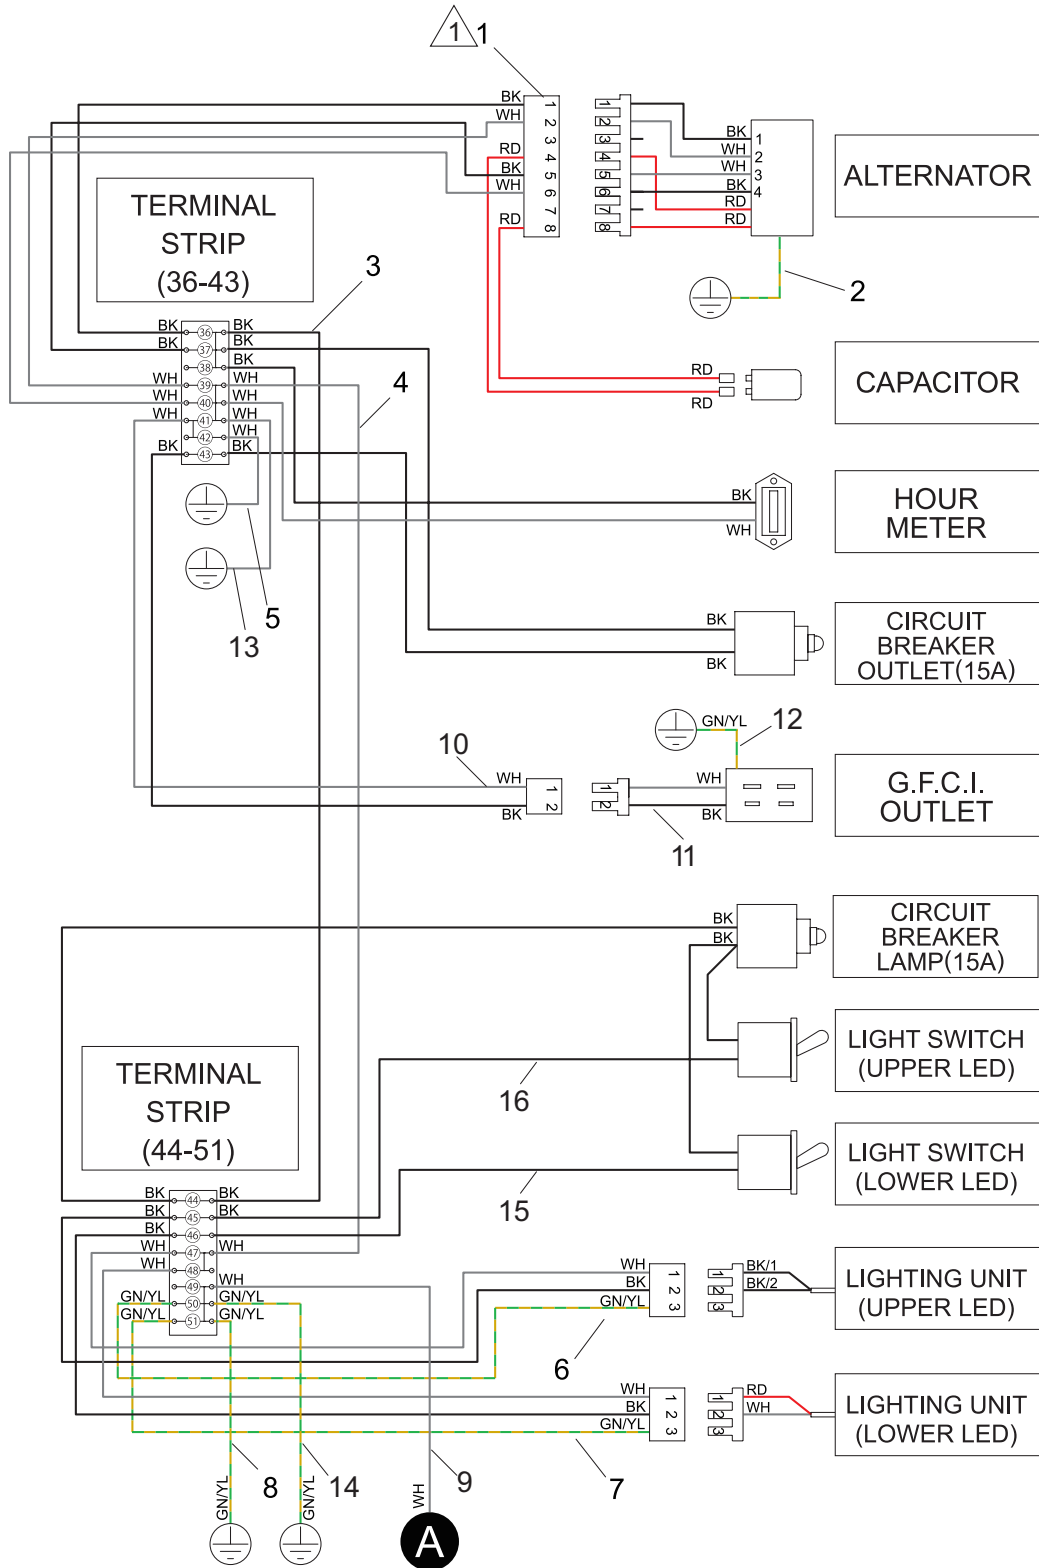 1 1
BK
WH
RD
BK
WH
RD
1
2
3
4
5
6
7
8
1
2
3
4
5
6
7
8
BK
WH
WH
BK
RD
RD
1
2
3
4
ALTERNATOR
2
TERMINAL
STRIP
(36-43)
3
BK
BK
WH
WH
WH
BK
36
37
38
39
40
41
42
43
BK
BK
BK
WH
WH
WH
WH
BK
4
RD
RD
CAPACITOR
5
13
BK
WH
HOUR
METER
BK
BK
CIRCUIT
BREAKER
OUTLET(15A)
GN/YL
12
10
WH
BK
1
2
1
2
WH
BK
11
G.F.C.I.
OUTLET
BK
BK
CIRCUIT
BREAKER
LAMP(15A)
16
LIGHT SWITCH
(UPPER LED)
15
LIGHT SWITCH
(LOWER LED)
TERMINAL
STRIP
(44-51)
BK
BK
BK
WH
WH
GN/YL
GN/YL
44
45
46
47
48
49
50
51
BK
BK
WH
WH
GN/YL
GN/YL
WH
BK
GN/YL
1
2
3
1
2
3
BK/1
BK/2
6
LIGHTING UNIT
(UPPER LED)
WH
BK
GN/YL
1
2
3
1
2
3
RD
WH
7
LIGHTING UNIT
(LOWER LED)
8
14
9
GN/YL
GN/YL
WH
A